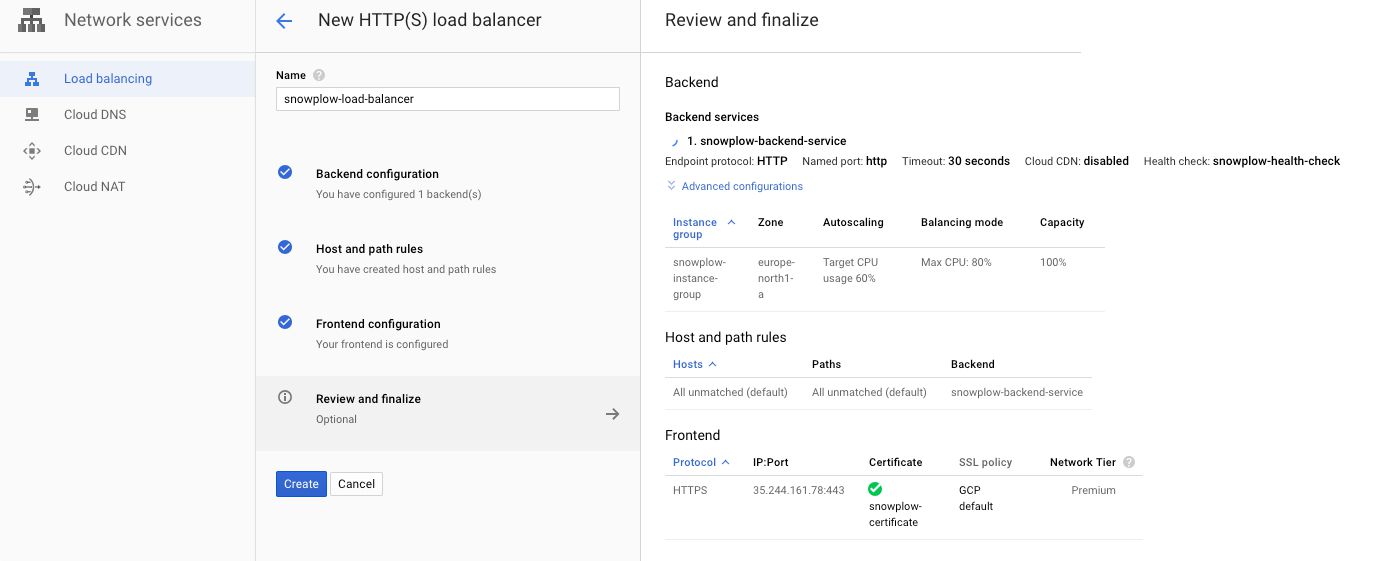 Network services
Load balancing
Cloud DNS
Cloud CDN
Cloud NAT
New HTTP(S) load balancer
Name
snowplow-load-balancer
Backend configuration
You have configured 1 backend(s)
Host and path rules
You have created host and path rules
Frontend configuration
Your frontend is configured
Review and finalize
Optional
Create Cancel
Review and finalize
Backend
Backend services
1. snowplow-backend-service
Endpoint protocol: HTTP Named port: http Timeout: 30 seconds Cloud CDN: disabled Health check: snowplow-health-check
Advanced configurations
Instance Zone Autoscaling Balancing mode Capacity
group
snowplow- europe- Target CPU Max CPU: 80% 100%
instance- north1- usage 60%
group a
Host and path rules
Hosts Paths Backend
All unmatched (default) All unmatched (default) snowplow-backend-service
Frontend
Protocol IP:Port Certificate SSL policy Network Tier
HTTPS 35.244.161.78:443 GCP Premium
snowplow- default
certificate